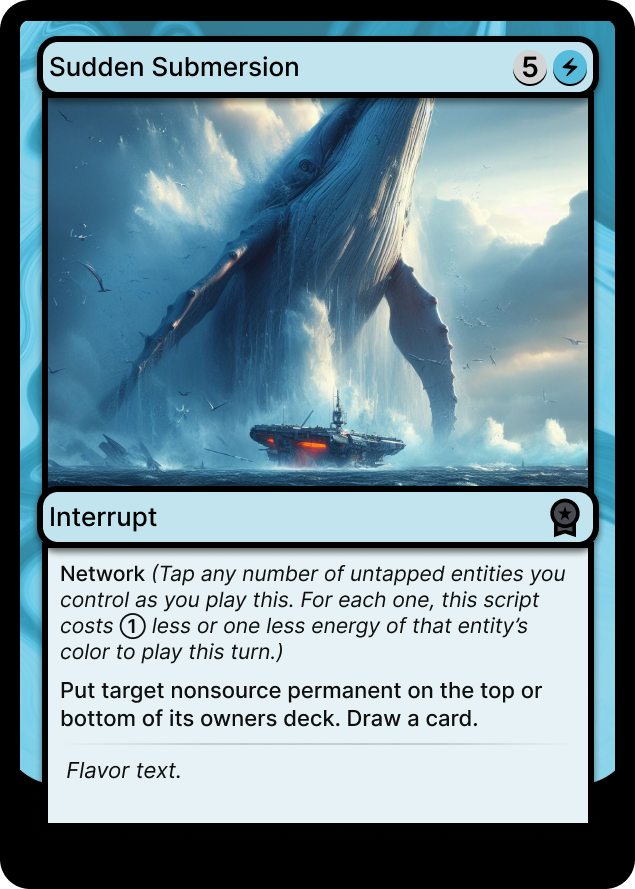 Sudden Submersion 5
Interrupt
Network (Tap any number of untapped entities you
control as you play this. For each one, this script
costs 1 less or one less energy of that entity’s
color to play this turn.)
Put target nonsource permanent on the top or
bottom of its owners deck. Draw a card.
Flavor text.